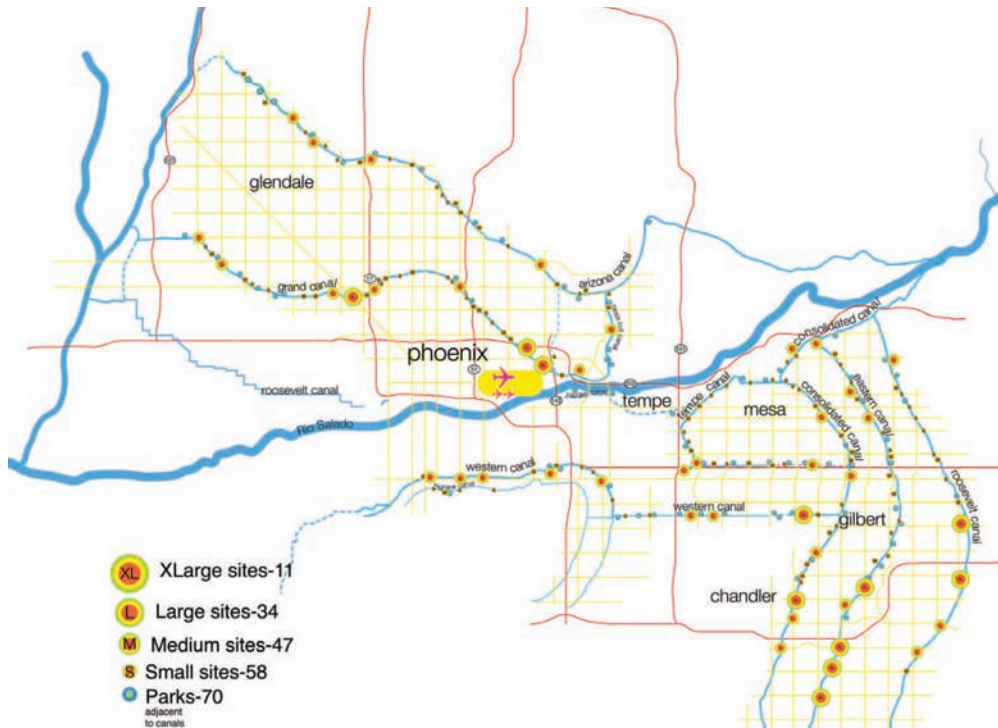 glendale
arizona canal
grand canal
17
phoenix
roosevelt canal
Rio Salado
tempe
tempe canal
mesa
consolidated canal
consolidated canal
eastern canal
roosevelt canal
western canal
western canal
gilbert
chandler
XL XLarge sites-11
L Large sites-34
M Medium sites-47
S Small sites-58
Parks-70
adjacent
to canals